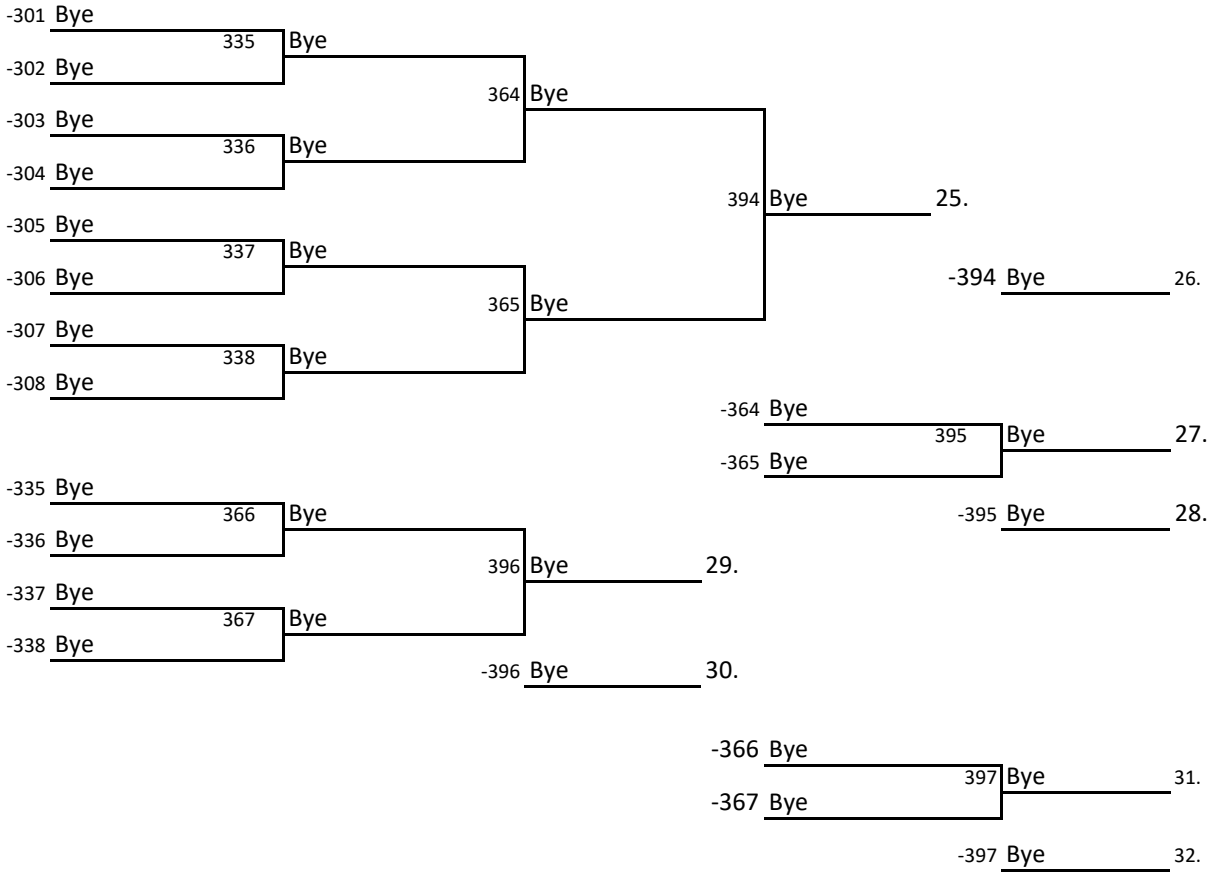 -301 Bye
335 Bye
-302 Bye
364 Bye
-303 Bye
336 Bye
-304 Bye
394 Bye 25.
-305 Bye
337 Bye
-306 Bye
-394 Bye 26.
365 Bye
-307 Bye
338 Bye
-308 Bye
-364 Bye
395 Bye 27.
-365 Bye
-335 Bye
366 Bye
-395 Bye 28.
-336 Bye
396 Bye 29.
-337 Bye
367 Bye
-338 Bye
-396 Bye 30.
-366 Bye
397 Bye 31.
-367 Bye
-397 Bye 32.